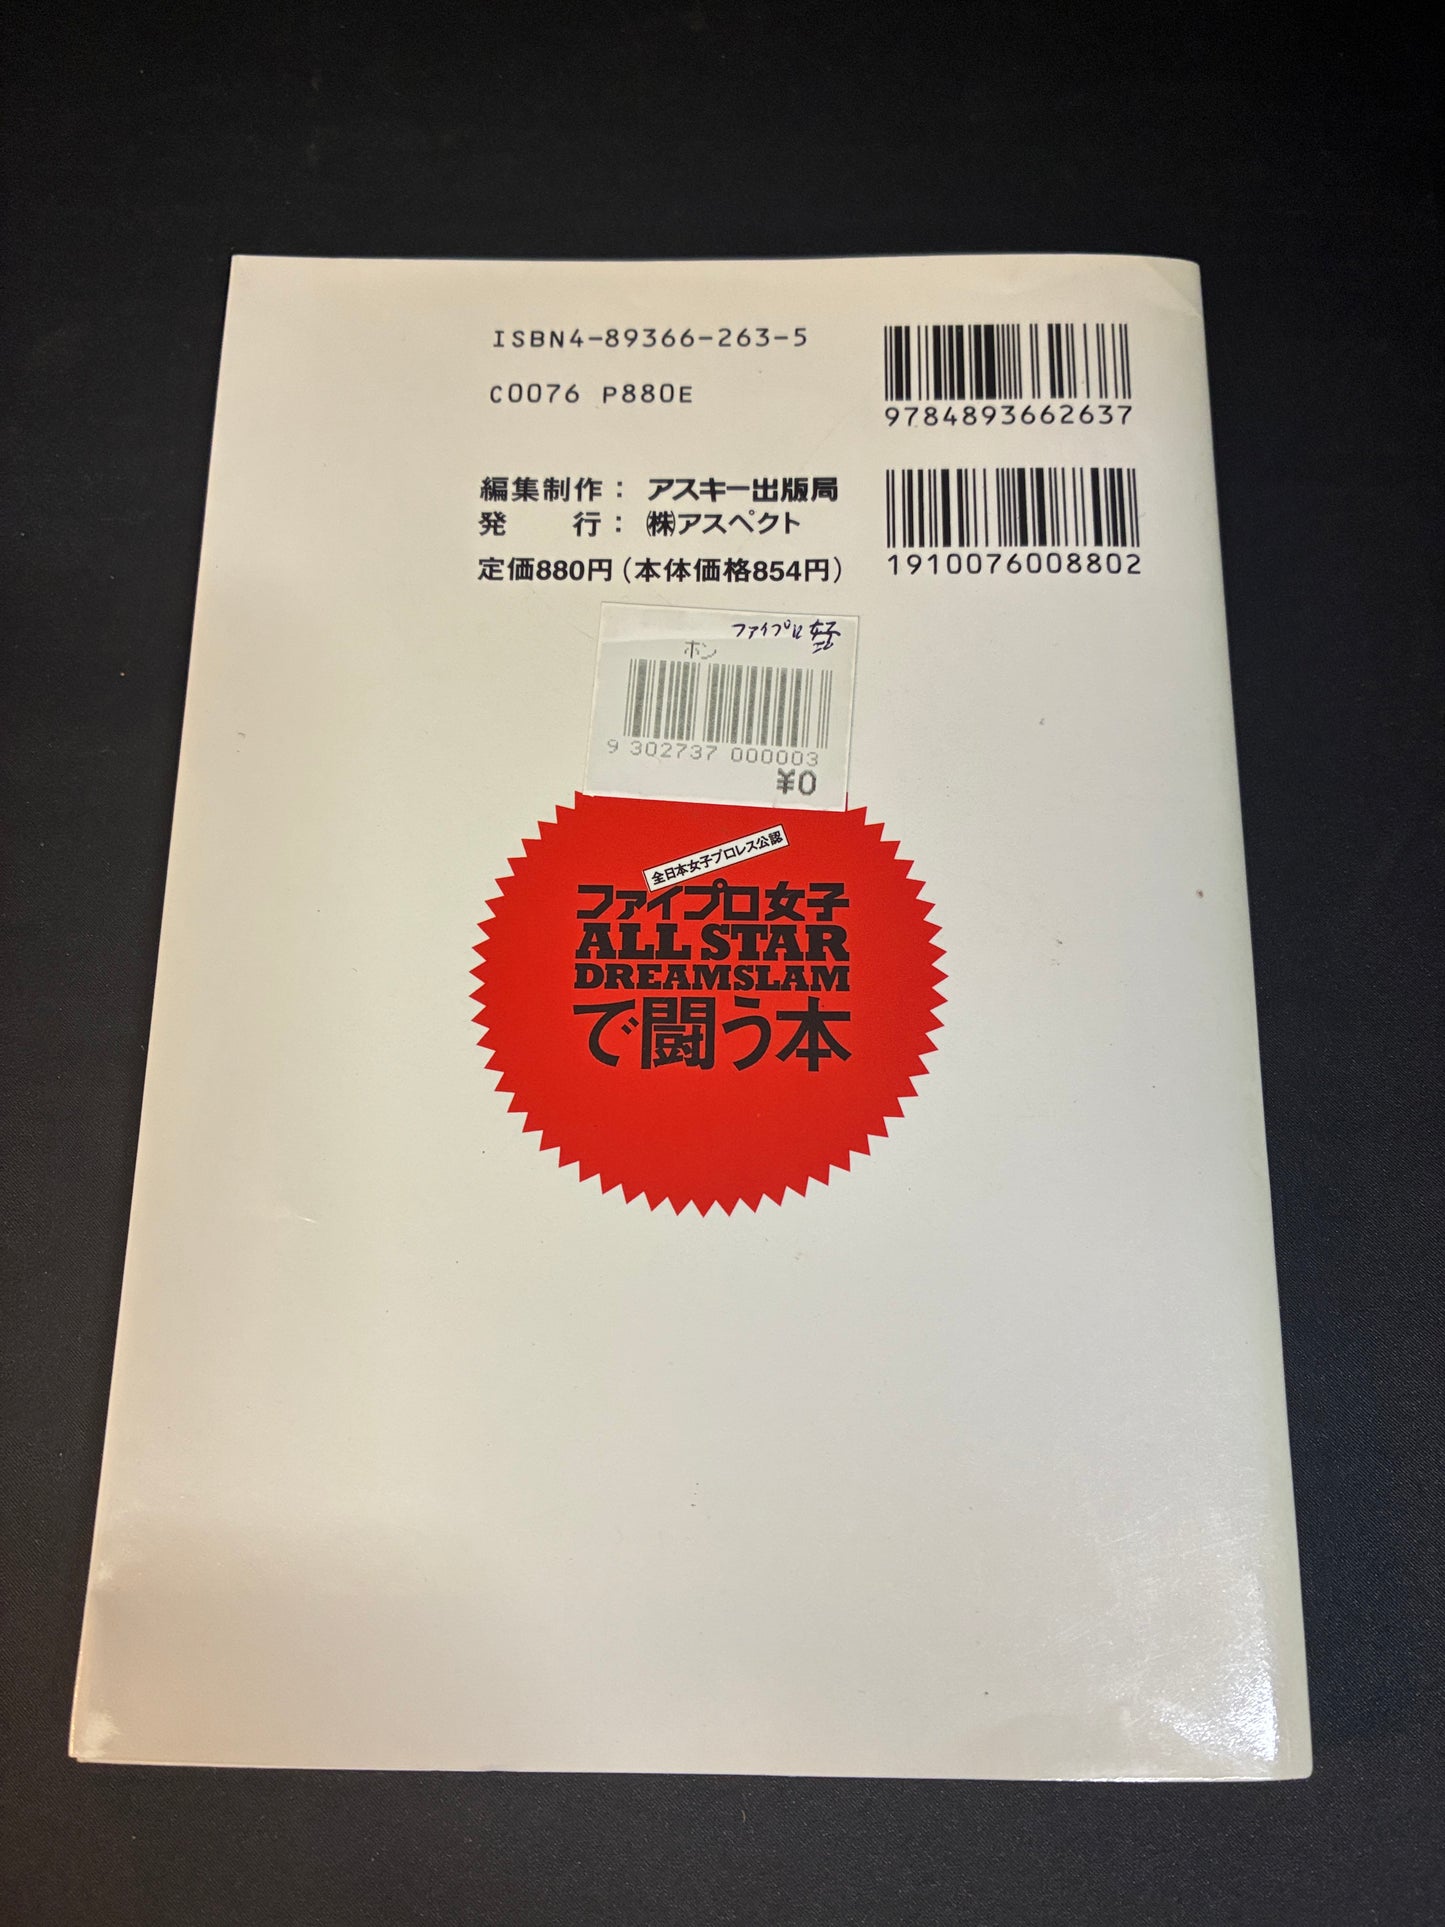 ISBN4-89366-263-5
C0076 P880E
9784893662637
編集制作： アスキー出版局
発　　行： ㈱アスペクト
定価880円（本体価格854円）
1910076008802
ファイプロ 女子
ホン
9 302737 000003
¥0
全日本女子プロレス公認
ファイプロ女子
ALL STAR
DREAMSLAM
で闘う本